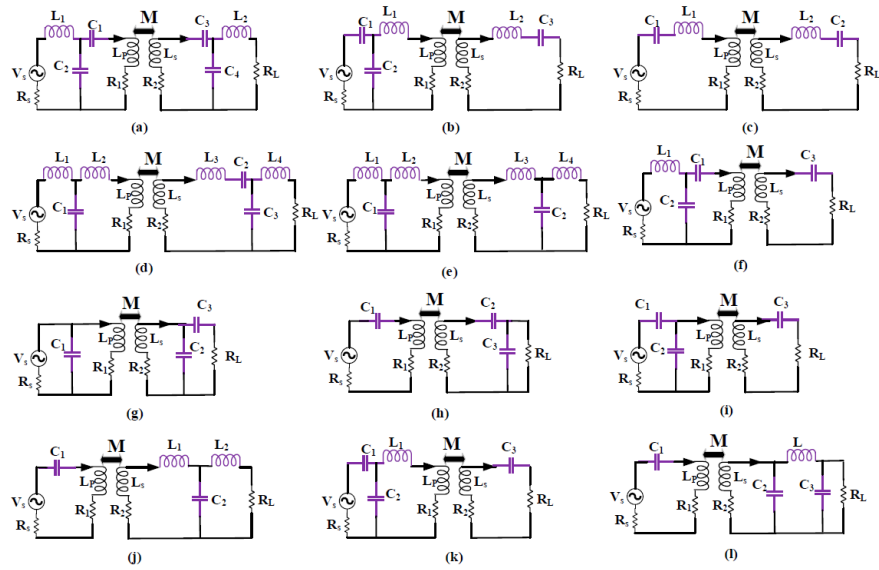 M M M
L1 C1 C3 L2 C1 L1 L2 C3 C1 L1 L2 C2
Vs C2 Lp Ls C4 Vs C2 Lp Ls Vs Lp Ls
Rs R1 R2 RL Rs R1 R2 RL Rs R1 R2 RL
(a) (b) (c)
M M M
L1 L2 L3 C2 L4 L1 L2 L3 L4 L1 C1 C3
Vs C1 Lp Ls C3 Vs C1 Lp Ls C2 Vs C2 Lp Ls
Rs R1 R2 RL Rs R1 R2 RL Rs R1 R2 RL
(d) (e) (f)
M M M
C3 C1 C2 C1 C3
Vs C1 Lp Ls C2 Vs Lp Ls C3 Vs C2 Lp Ls
Rs R1 R2 RL Rs R1 R2 RL Rs R1 R2 RL
(g) (h) (i)
M M M
C1 L1 L2 C1 L1 C3 C1 L
Vs Lp Ls C2 Vs C2 Lp Ls Vs Lp Ls C2 C3
Rs R1 R2 RL Rs R1 R2 RL Rs R1 R2 RL
(j) (k) (l)